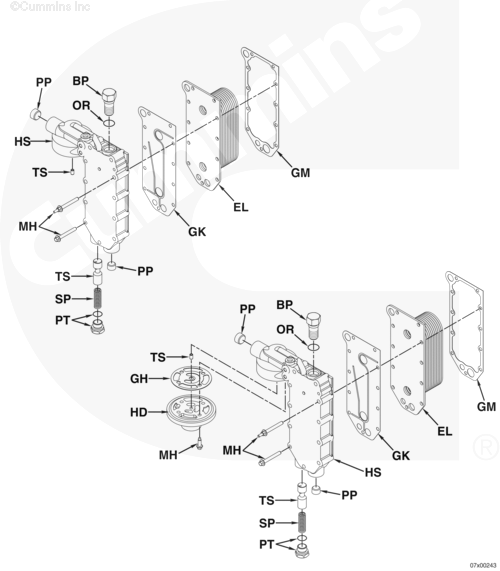 ©Cummins Inc
Cummins
PP
BP
OR
HS
TS
MH
GM
EL
GK
TS
PP
SP
PT
PP
BP
OR
TS
GH
HD
MH
MH
GM
EL
GK
HS
TS
PP
SP
PT
®
07x00243